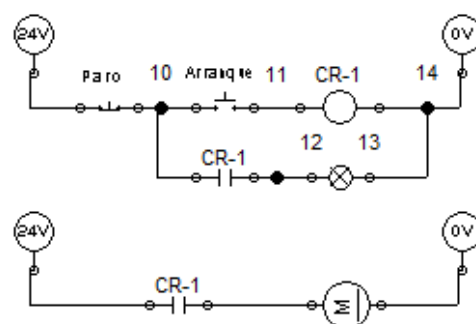 24V 0V
Paro 10 Arranque 11 CR-1 14
CR-1 12 13
24V 0V
CR-1
M